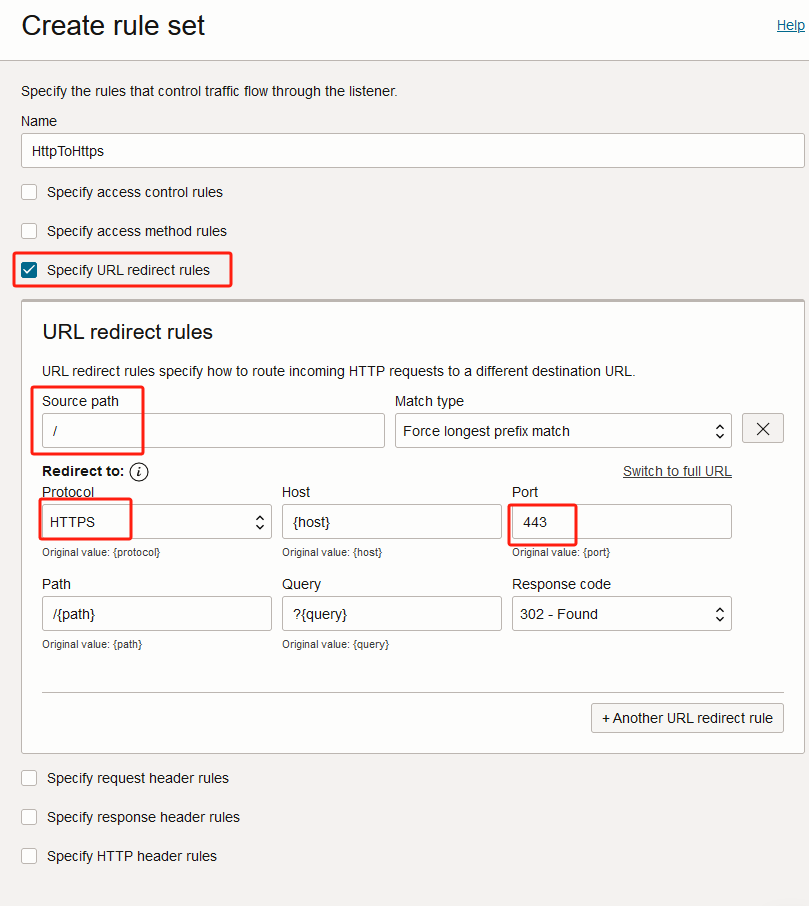 Create rule set
Help
Specify the rules that control traffic flow through the listener.
Name
HttpToHttps
Specify access control rules
Specify access method rules
Specify URL redirect rules
URL redirect rules
URL redirect rules specify how to route incoming HTTP requests to a different destination URL.
Source path
Match type
/
Force longest prefix match
Redirect to: i
Switch to full URL
Protocol
Host
Port
HTTPS
{host}
443
Original value: {protocol}
Original value: {host}
Original value: {port}
Path
Query
Response code
/{path}
?{query}
302 - Found
Original value: {path}
Original value: {query}
+ Another URL redirect rule
Specify request header rules
Specify response header rules
Specify HTTP header rules